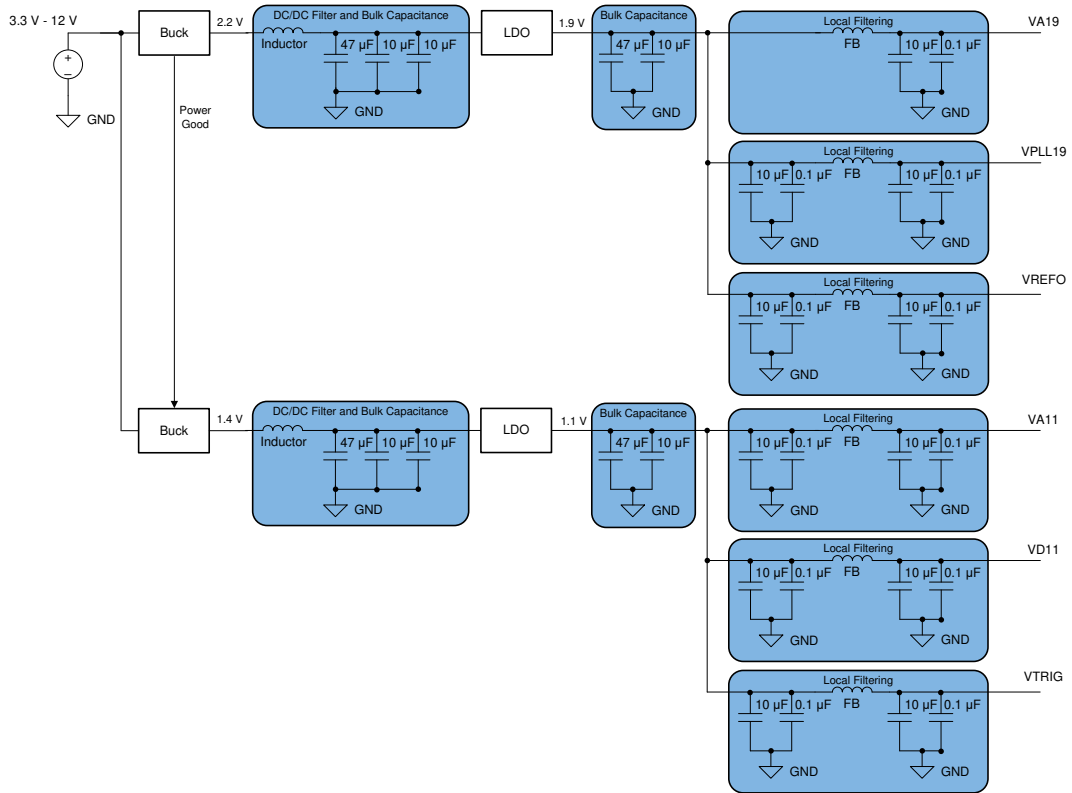 3.3 V - 12 V
+
–
GND
Buck
2.2 V
DC/DC Filter and Bulk Capacitance
Inductor
47 µF
10 µF
10 µF
GND
LDO
1.9 V
Bulk Capacitance
47 µF
10 µF
GND
Local Filtering
FB
10 µF
0.1 µF
GND
VA19
Power
Good
Local Filtering
10 µF
0.1 µF
FB
10 µF
0.1 µF
GND
GND
VPLL19
Local Filtering
10 µF
0.1 µF
FB
10 µF
0.1 µF
GND
GND
VREFO
Buck
1.4 V
DC/DC Filter and Bulk Capacitance
Inductor
47 µF
10 µF
10 µF
GND
LDO
1.1 V
Bulk Capacitance
47 µF
10 µF
GND
Local Filtering
10 µF
0.1 µF
FB
10 µF
0.1 µF
GND
GND
VA11
Local Filtering
10 µF
0.1 µF
FB
10 µF
0.1 µF
GND
GND
VD11
Local Filtering
10 µF
0.1 µF
FB
10 µF
0.1 µF
GND
GND
VTRIG